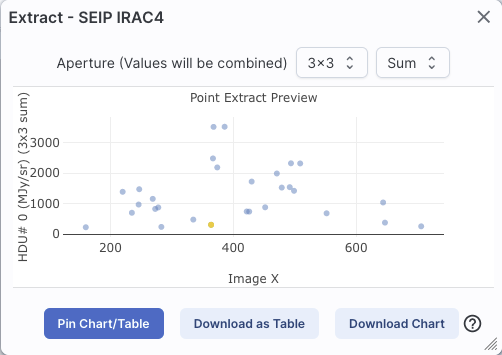 Extract - SEIP IRAC4
Aperture (Values will be combined) 3×3 Sum
Point Extract Preview
HDU# 0 (MJy/sr) (3x3 sum)
3000
2000
1000
0
200 400 600
Image X
Pin Chart/Table Download as Table Download Chart ?